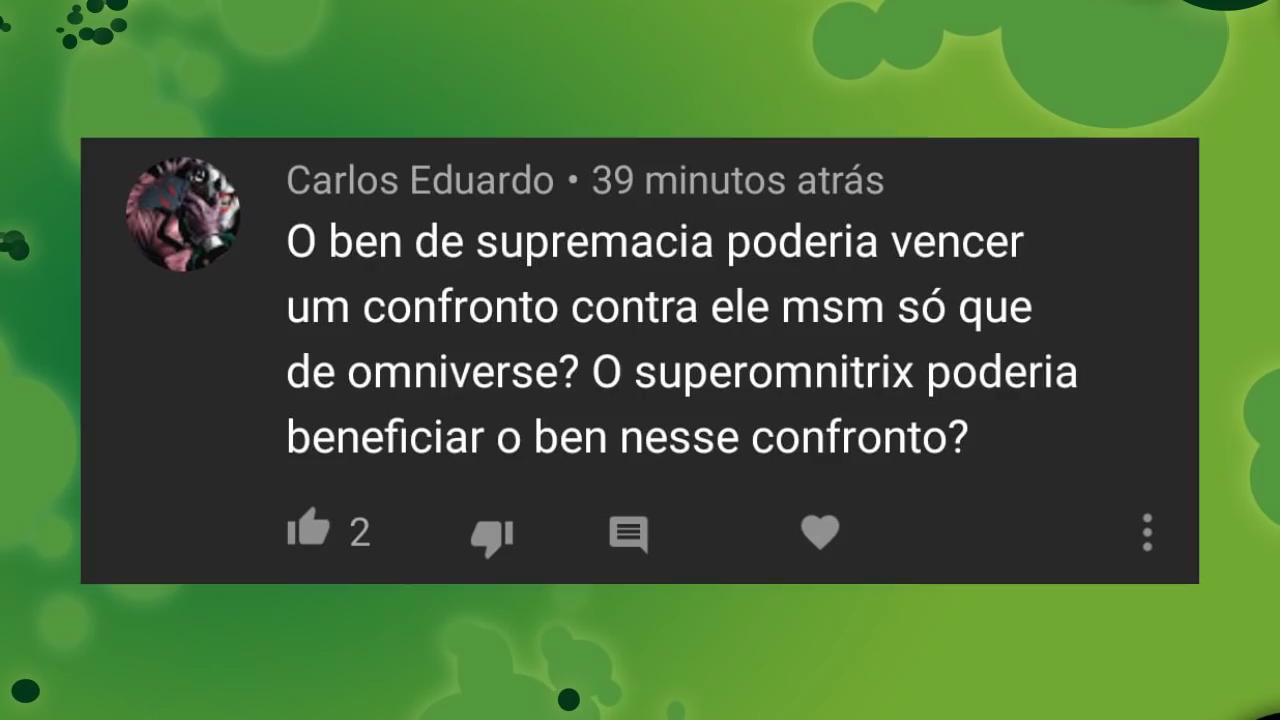 Carlos Eduardo • 39 minutos atrás
O ben de supremacia poderia vencer
um confronto contra ele msm só que
de omniverse? O superomnitrix poderia
beneficiar o ben nesse confronto?
2